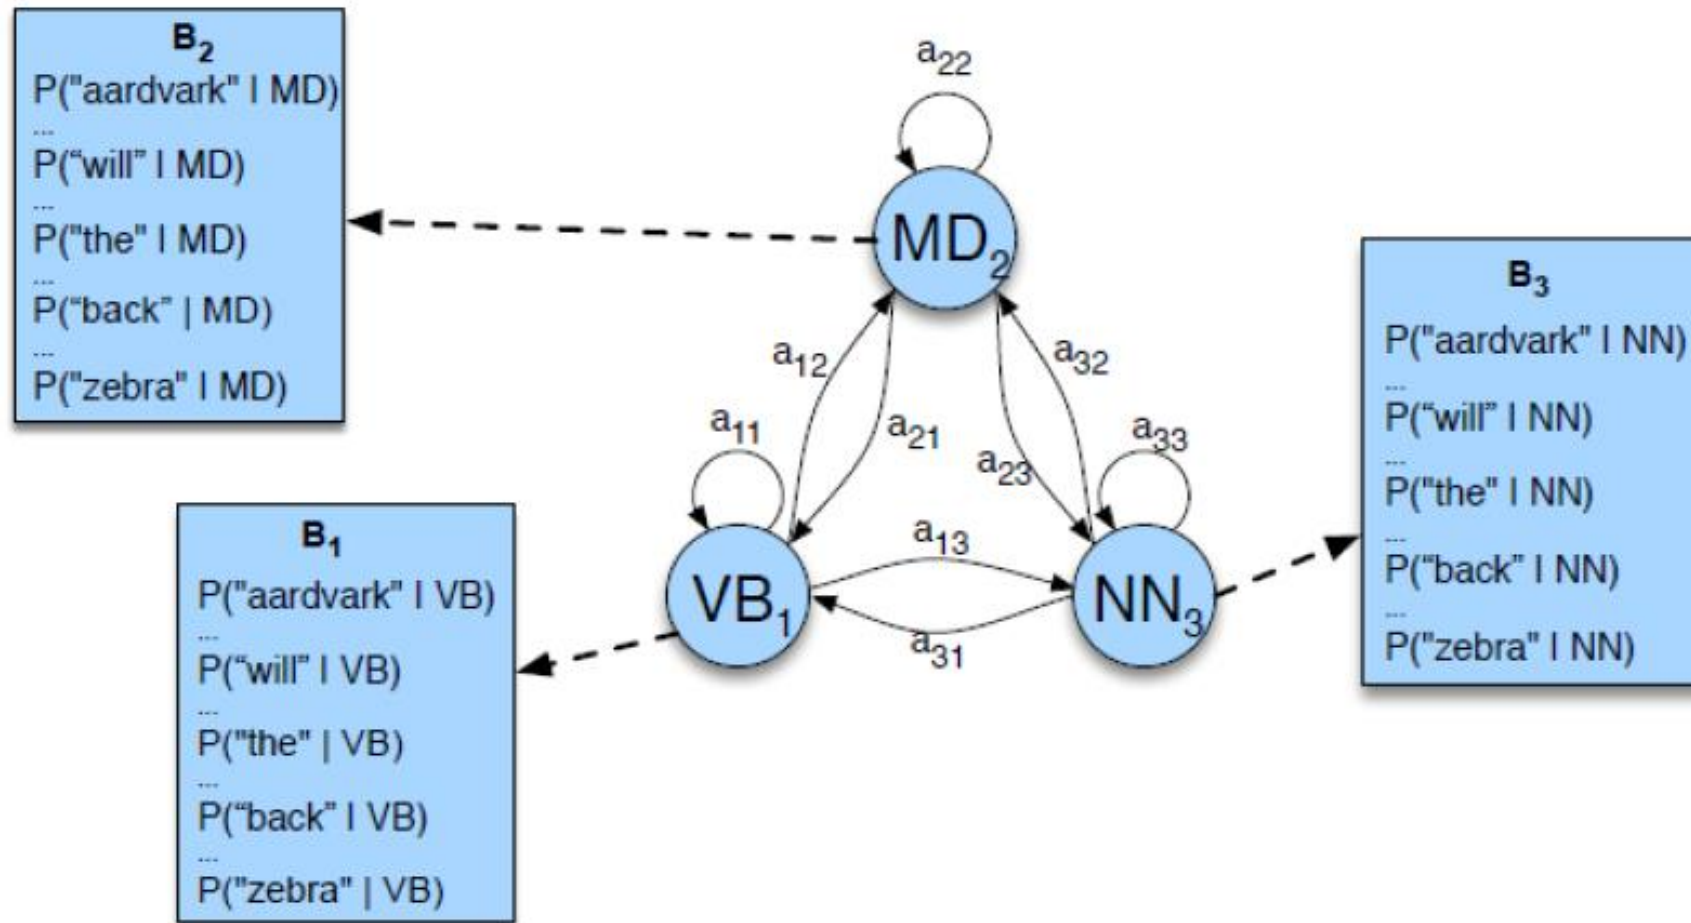 B₂
P("aardvark" | MD)
...
P(“will” | MD)
...
P("the" | MD)
...
P(“back” | MD)
...
P("zebra" | MD)
a₂₂
MD₂
a₁₂
a₂₁
a₃₂
a₂₃
a₁₁
VB₁
a₁₃
a₃₁
a₃₃
NN₃
B₁
P("aardvark" | VB)
...
P(“will” | VB)
...
P("the" | VB)
...
P(“back” | VB)
...
P("zebra" | VB)
B₃
P("aardvark" | NN)
...
P(“will” | NN)
...
P("the" | NN)
...
P(“back” | NN)
...
P("zebra" | NN)